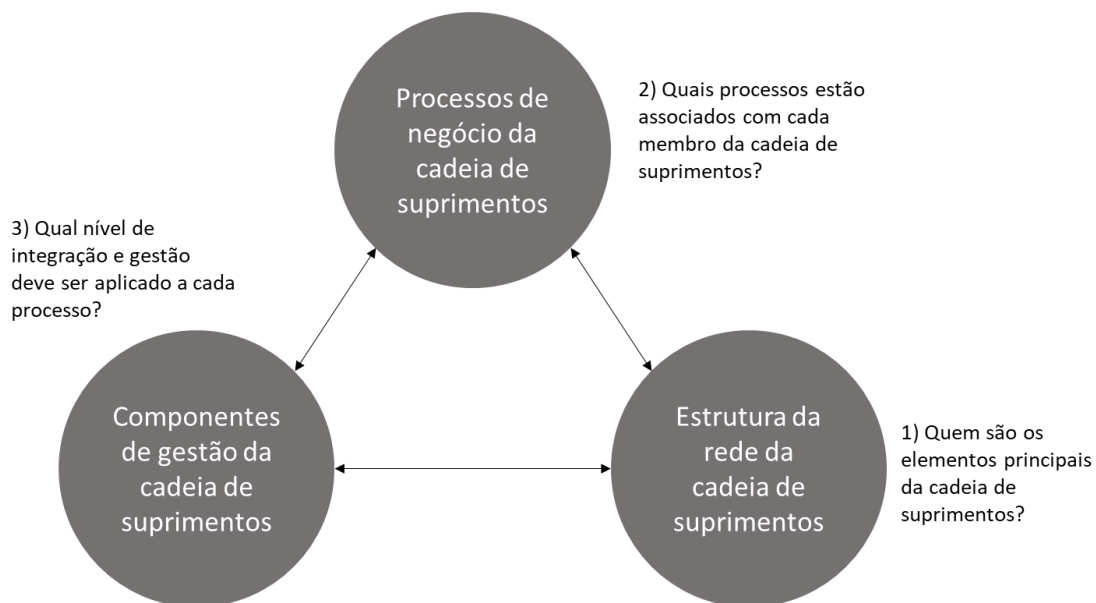 Processos de
negócio da
cadeia de
suprimentos
2) Quais processos estão
associados com cada
membro da cadeia de
suprimentos?
3) Qual nível de
integração e gestão
deve ser aplicado a cada
processo?
Componentes
de gestão da
cadeia de
suprimentos
Estrutura da
rede da
cadeia de
suprimentos
1) Quem são os
elementos principais
da cadeia de
suprimentos?